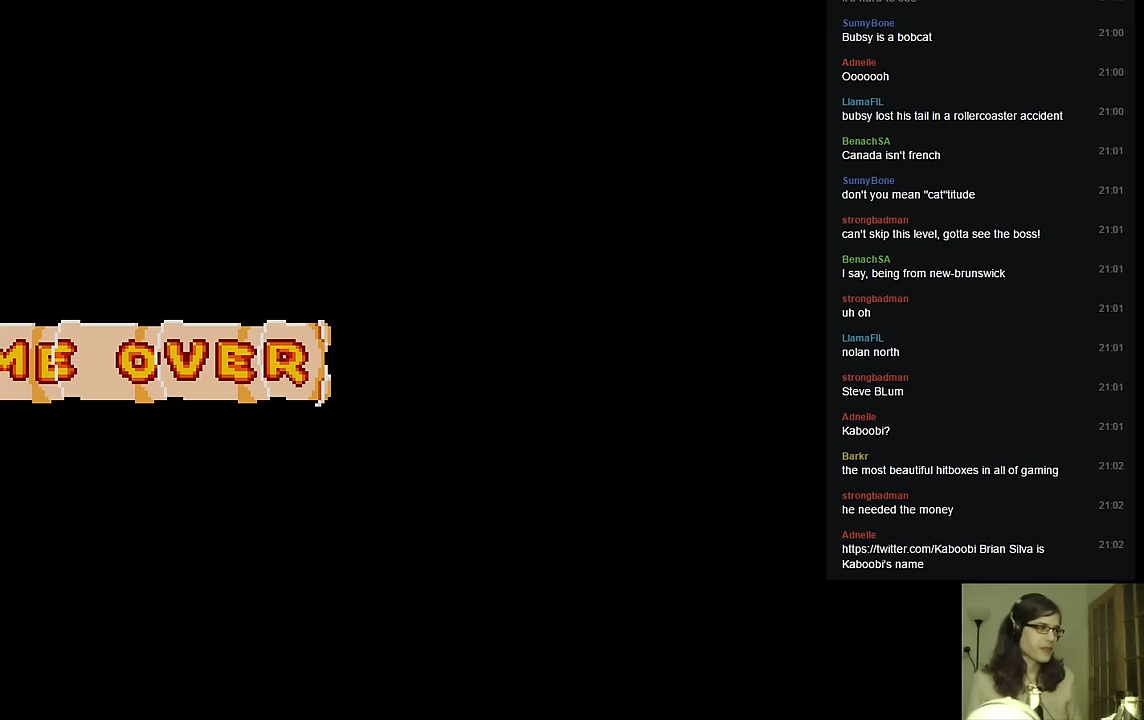 ME OVER
SunnyBone
Bubsy is a bobcat
21:00
Adnelle
Ooooooh
21:00
LlamaFIL
bubsy lost his tail in a rollercoaster accident
21:00
BenachSA
Canada isn't french
21:01
SunnyBone
don't you mean "cat"titude
21:01
strongbadman
can't skip this level, gotta see the boss!
21:01
BenachSA
I say, being from new-brunswick
21:01
strongbadman
uh oh
21:01
LlamaFIL
nolan north
21:01
strongbadman
Steve BLum
21:01
Adnelle
Kaboobi?
21:01
Barkr
the most beautiful hitboxes in all of gaming
21:02
strongbadman
he needed the money
21:02
Adnelle
https://twitter.com/Kaboobi Brian Silva is
Kaboobi's name
21:02